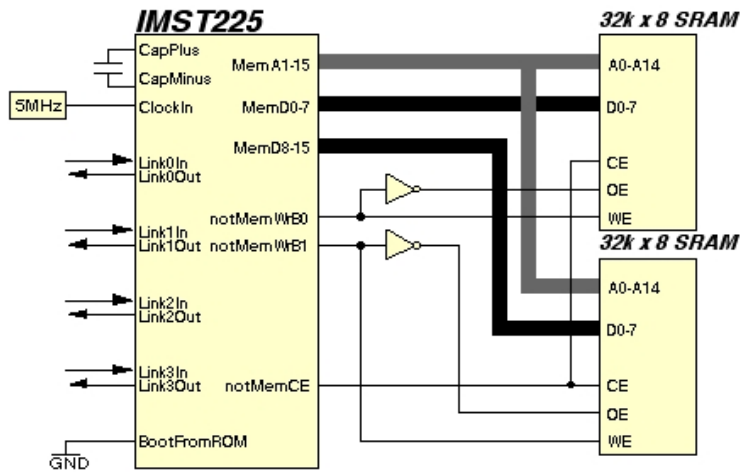 IMST225
32k x 8 SRAM
CapPlus
CapMinus
5MHz
ClockIn
Link0In
Link0Out
Link1In
Link1Out
Link2In
Link2Out
Link3In
Link3Out
BootFromROM
GND
MemA1-15
MemD0-7
MemD8-15
notMemWrB0
notMemWrB1
notMemCE
A0-A14
D0-7
CE
OE
WE
32k x 8 SRAM
A0-A14
D0-7
CE
OE
WE